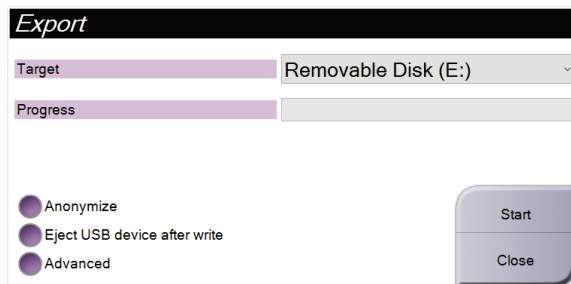 Export
Target Removable Disk (E:)
Progress
Anonymize
Eject USB device after write
Advanced
Start
Close